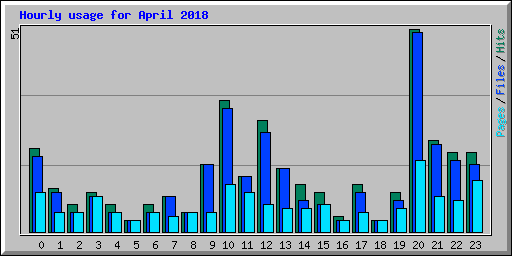 Hourly usage for April 2018
51
Pages/Files/Hits
0 1 2 3 4 5 6 7 8 9 10 11 12 13 14 15 16 17 18 19 20 21 22 23